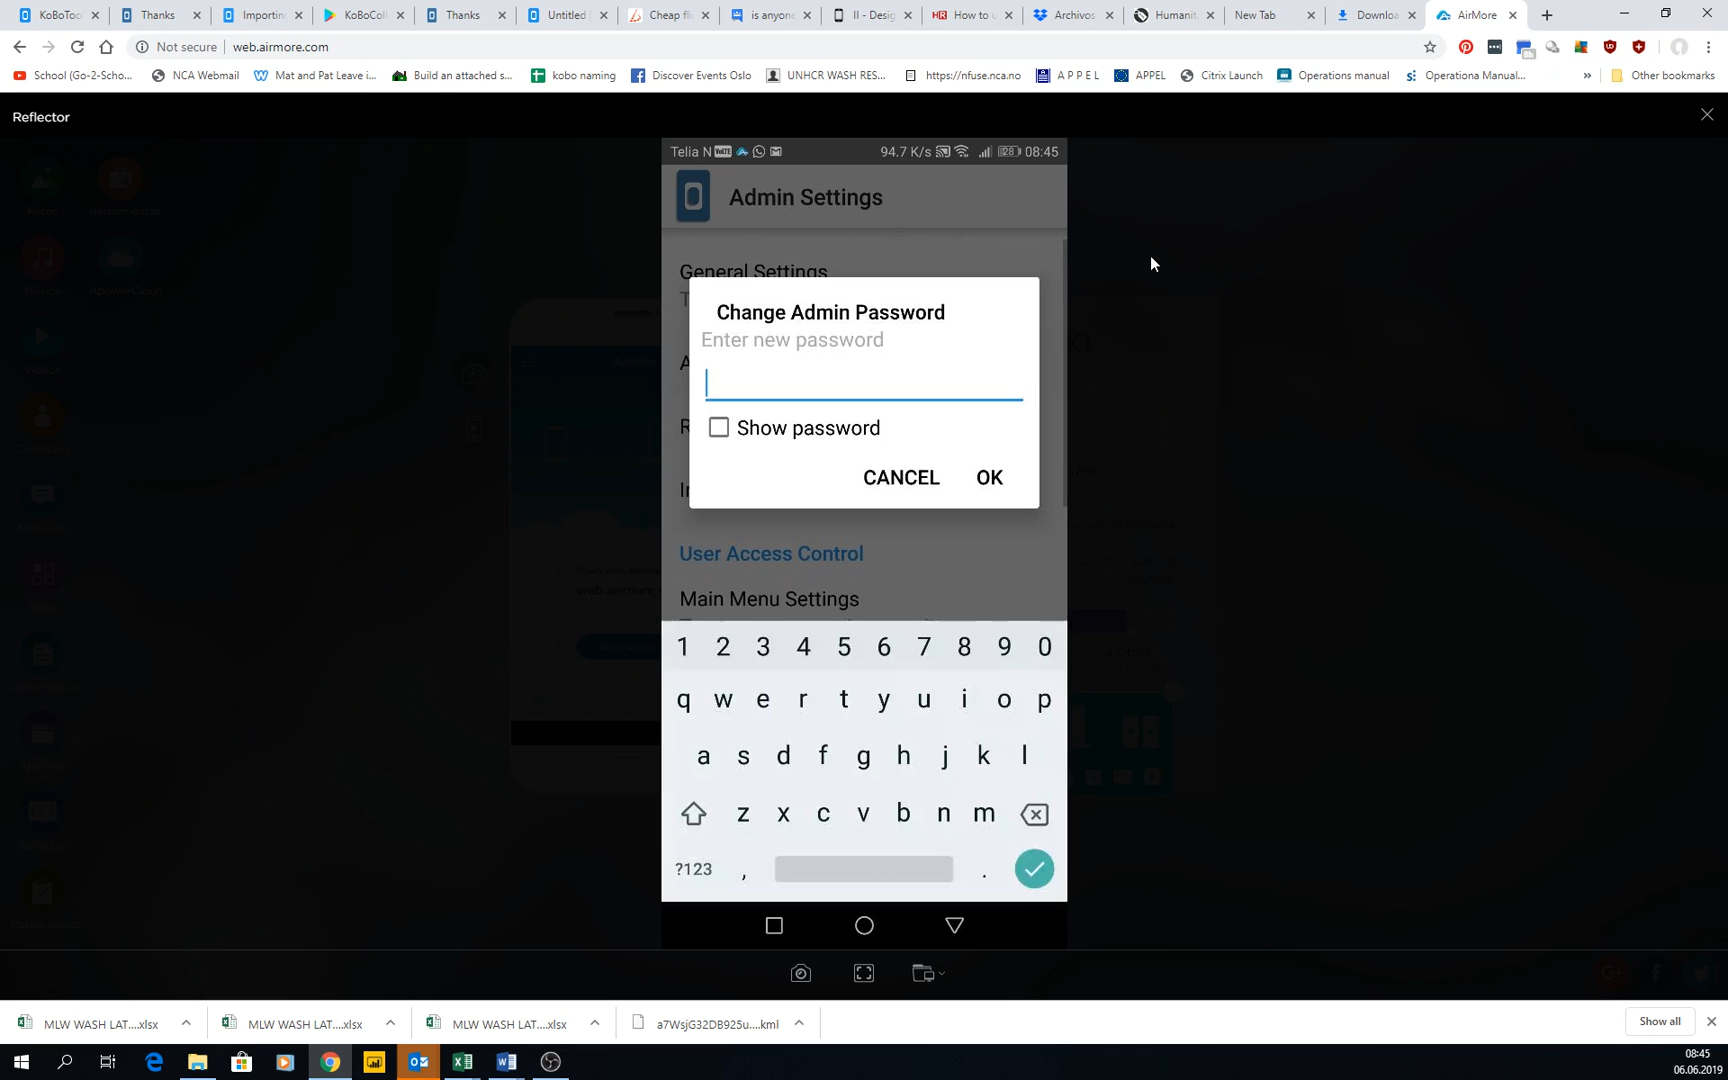 KoBoToo
Thanks
Importin
KoBoColl
Thanks
Untitled
Cheap fli
is anyone
II - Desig
How to u
Archivos
Humanit
New Tab
Downloa
AirMore
Not secure
web.airmore.com
School (Go-2-Scho...
NCA Webmail
Mat and Pat Leave i...
Build an attached s...
kobo naming
Discover Events Oslo
UNHCR WASH RES...
https://nfuse.nca.no
A P P E L
APPEL
Citrix Launch
Operations manual
Operationa Manual...
»
Other bookmarks
Reflector
Telia N
94.7 K/s
28
08:45
Admin Settings
General Settings
Change Admin Password
Enter new password
Show password
CANCEL
OK
User Access Control
Main Menu Settings
1 2 3 4 5 6 7 8 9 0
q w e r t y u i o p
a s d f g h j k l
z x c v b n m
?123 , .
MLW WASH LAT....xlsx
MLW WASH LAT....xlsx
MLW WASH LAT....xlsx
a7WsjG32DB925u....kml
Show all
08:45
06.06.2019